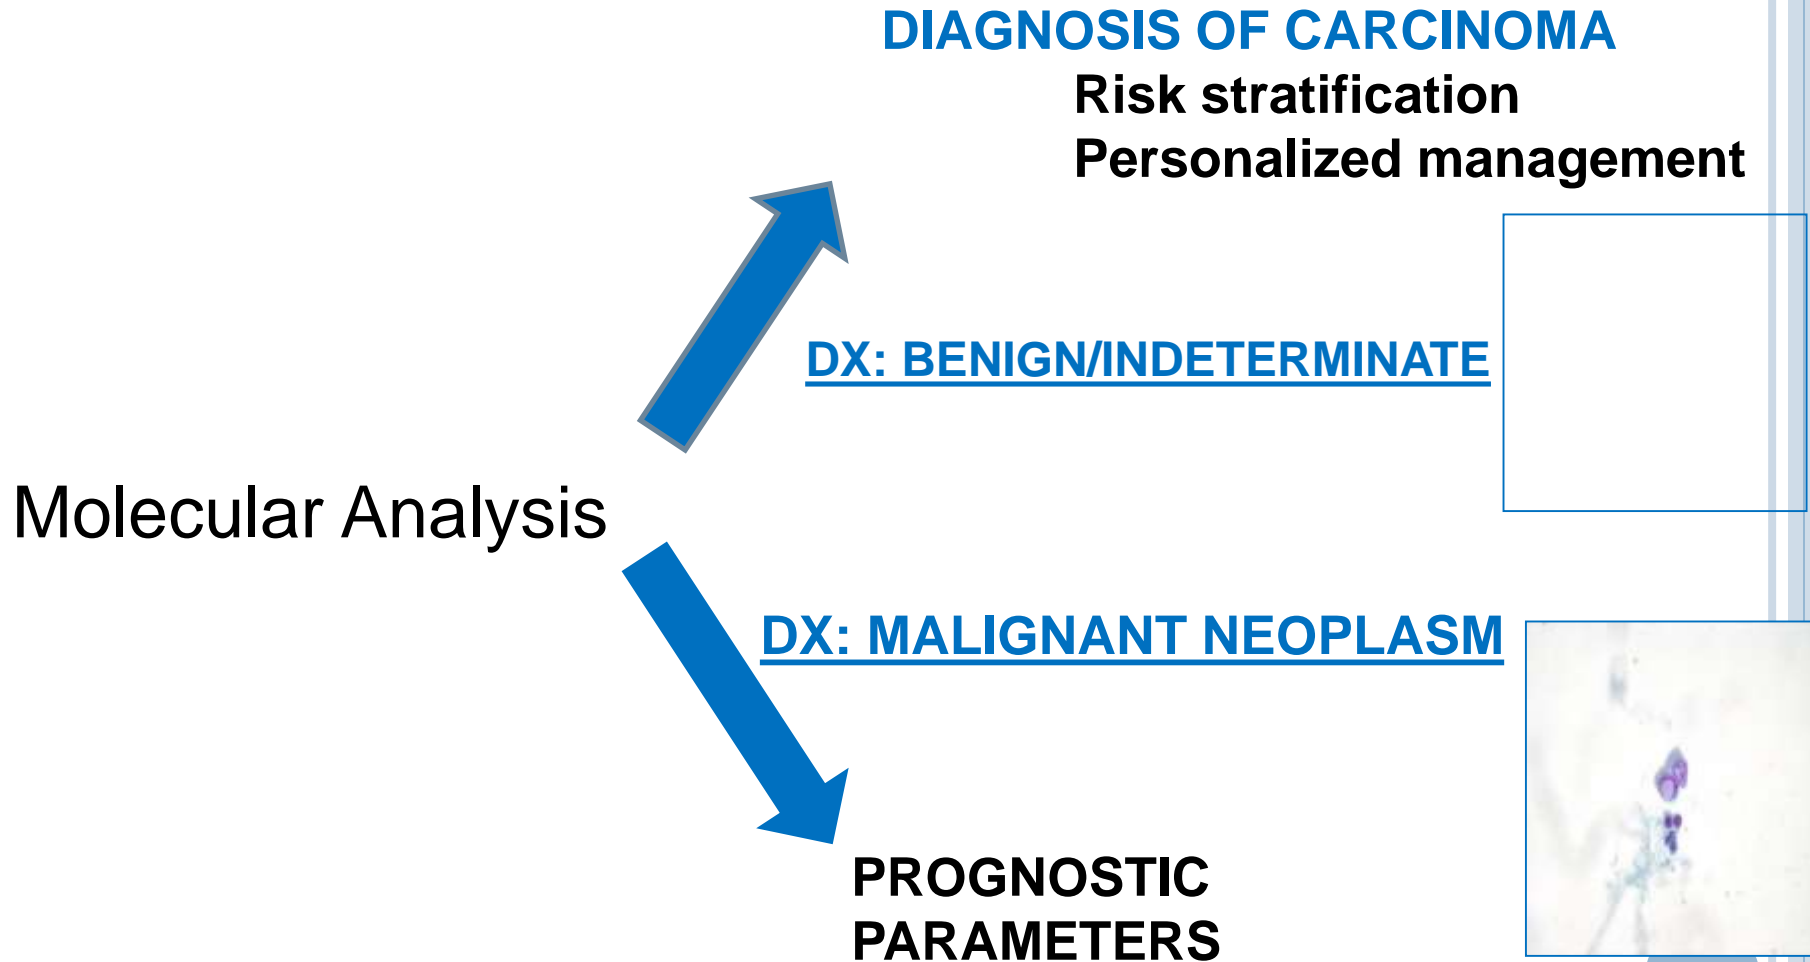 DIAGNOSIS OF CARCINOMA
Risk stratification
Personalized management
DX: BENIGN/INDETERMINATE
Molecular Analysis
DX: MALIGNANT NEOPLASM
PROGNOSTIC
PARAMETERS